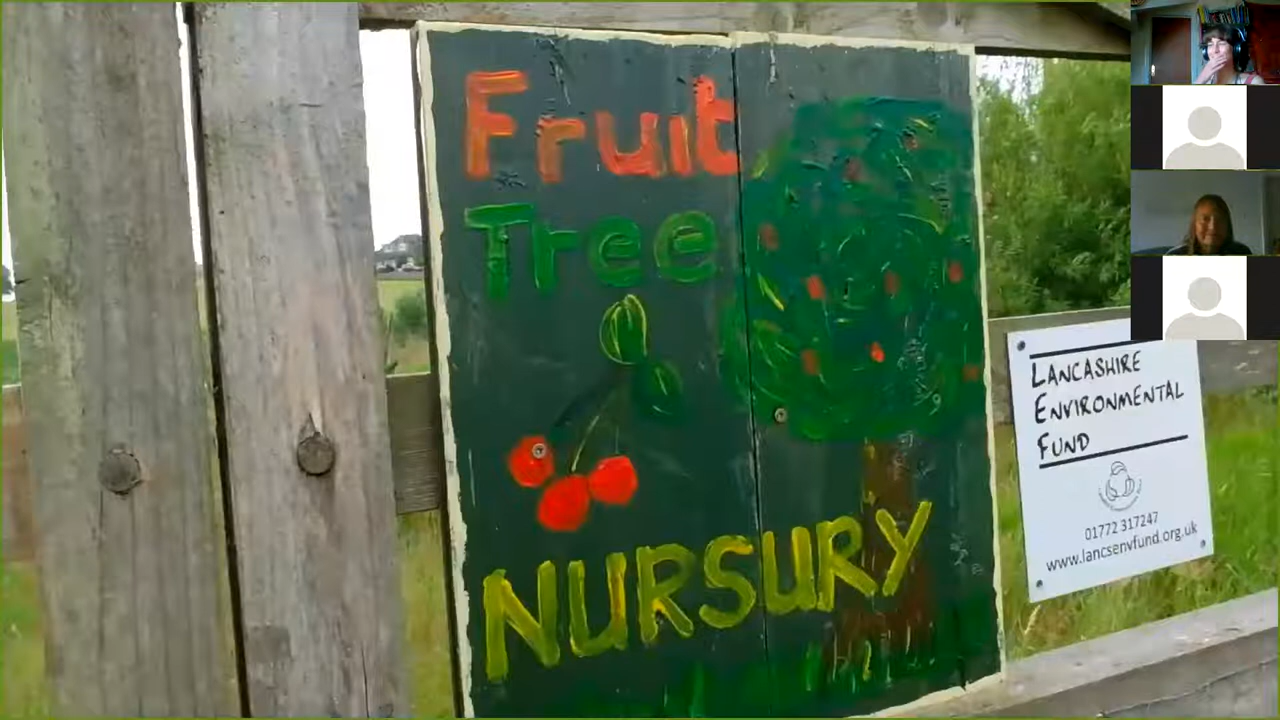 Fruit
Tree
NURSURY
LANCASHIRE
ENVIRONMENTAL
FUND
01772 317247
www.lancsenvfund.org.uk